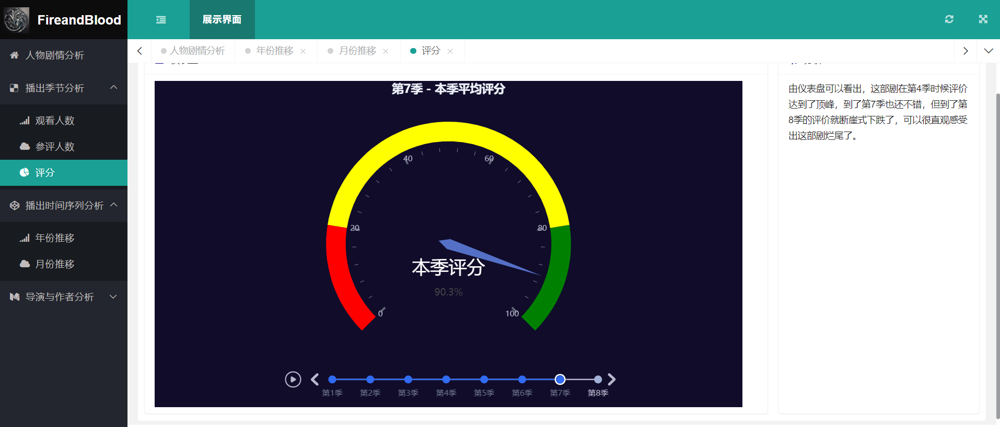 FireandBlood
展示界面
人物剧情分析
播出季节分析
观看人数
参评人数
评分
播出时间序列分析
年份推移
月份推移
导演与作者分析
人物剧情分析
年份推移
月份推移
评分
第7季 - 本季平均评分
0
20
40
60
80
100
本季评分
90.3%
第1季
第2季
第3季
第4季
第5季
第6季
第7季
第8季
由仪表盘可以看出，这部剧在第4季时候评价
达到了顶峰，到了第7季也还不错，但到了第
8季的评价就断崖式下跌了，可以很直观感受
出这部剧烂尾了。